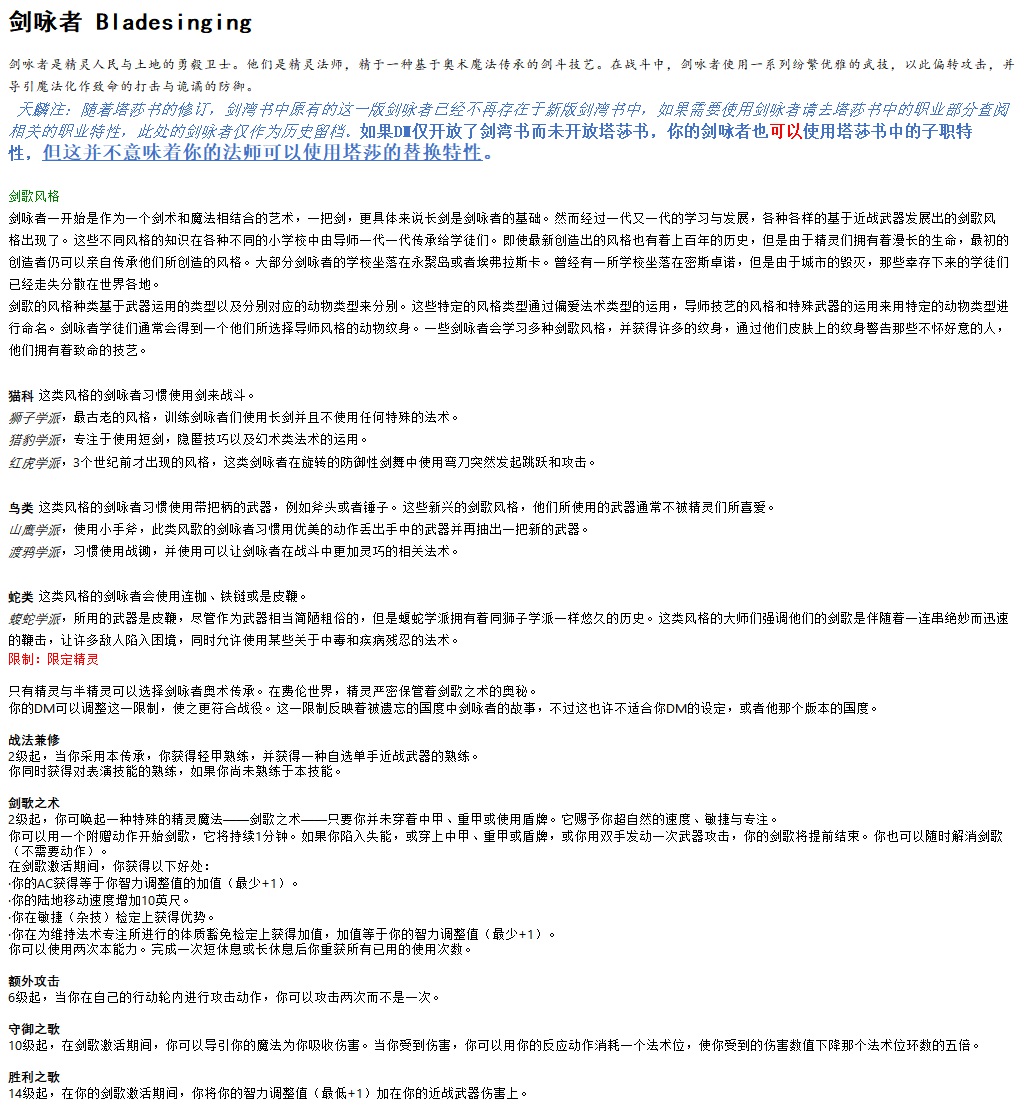 剑咏者 Bladesinging
剑咏者是精灵人民与土地的勇毅卫士。他们是精灵法师，精于一种基于奥术魔法传承的剑斗技艺。在战斗中，剑咏者使用一系列纷繁优雅的武技，以此偏转攻击，并
导引魔法化作致命的打击与诡谲的防御。
天麟注：随着塔莎书的修订，剑湾书中原有的这一版剑咏者已经不再存在于新版剑湾书中，如果需要使用剑咏者请去塔莎书中的职业部分查阅
相关的职业特性，此处的剑咏者仅作为历史留档。如果DM仅开放了剑湾书而未开放塔莎书，你的剑咏者也可以使用塔莎书中的子职特
性，但这并不意味着你的法师可以使用塔莎的替换特性。
剑歌风格
剑咏者一开始是作为一个剑术和魔法相结合的艺术，一把剑，更具体来说长剑是剑咏者的基础。然而经过一代又一代的学习与发展，各种各样的基于近战武器发展出的剑歌风
格出现了。这些不同风格的知识在各种不同的小学校中由导师一代一代传承给学徒们。即使最新创造出的风格也有着上百年的历史，但是由于精灵们拥有着漫长的生命，最初的
创造者仍可以亲自传承他们所创造的风格。大部分剑咏者的学校坐落在永聚岛或者埃弗拉斯卡。曾经有一所学校坐落在密斯卓诺，但是由于城市的毁灭，那些幸存下来的学徒们
已经走失分散在世界各地。
剑歌的风格种类基于武器运用的类型以及分别对应的动物类型来分别。这些特定的风格类型通过偏爱法术类型的运用，导师技艺的风格和特殊武器的运用来用特定的动物类型进
行命名。剑咏者学徒们通常会得到一个他们所选择导师风格的动物纹身。一些剑咏者会学习多种剑歌风格，并获得许多的纹身，通过他们皮肤上的纹身警告那些不怀好意的人，
他们拥有着致命的技艺。
猫科 这类风格的剑咏者习惯使用剑来战斗。
狮子学派，最古老的风格，训练剑咏者们使用长剑并且不使用任何特殊的法术。
猎豹学派，专注于使用短剑，隐匿技巧以及幻术类法术的运用。
红虎学派，3个世纪前才出现的风格，这类剑咏者在旋转的防御性剑舞中使用弯刀突然发起跳跃和攻击。
鸟类 这类风格的剑咏者习惯使用带把柄的武器，例如斧头或者锤子。这些新兴的剑歌风格，他们所使用的武器通常不被精灵们所喜爱。
山鹰学派，使用小手斧，此类风歌的剑咏者习惯用优美的动作丢出手中的武器并再抽出一把新的武器。
渡鸦学派，习惯使用战锄，并使用可以让剑咏者在战斗中更加灵巧的相关法术。
蛇类 这类风格的剑咏者会使用连枷、铁链或是皮鞭。
蝮蛇学派，所用的武器是皮鞭，尽管作为武器相当简陋粗俗的，但是蝮蛇学派拥有着同狮子学派一样悠久的历史。这类风格的大师们强调他们的剑歌是伴随着一连串绝妙而迅速
的鞭击，让许多敌人陷入困境，同时允许使用某些关于中毒和疾病残忍的法术。
限制：限定精灵
只有精灵与半精灵可以选择剑咏者奥术传承。在费伦世界，精灵严密保管着剑歌之术的奥秘。
你的DM可以调整这一限制，使之更符合战役。这一限制反映着被遗忘的国度中剑咏者的故事，不过这也许不适合你DM的设定，或者他那个版本的国度。
战法兼修
2级起，当你采用本传承，你获得轻甲熟练，并获得一种自选单手近战武器的熟练。
你同时获得对表演技能的熟练，如果你尚未熟练于本技能。
剑歌之术
2级起，你可唤起一种特殊的精灵魔法——剑歌之术——只要你并未穿着中甲、重甲或使用盾牌。它赐予你超自然的速度、敏捷与专注。
你可以用一个附赠动作开始剑歌，它将持续1分钟。如果你陷入失能，或穿上中甲、重甲或盾牌，或你用双手发动一次武器攻击，你的剑歌将提前结束。你也可以随时解消剑歌
（不需要动作）。
在剑歌激活期间，你获得以下好处：
·你的AC获得等于你智力调整值的加值（最少+1）。
·你的陆地移动速度增加10英尺。
·你在敏捷（杂技）检定上获得优势。
·你在为维持法术专注所进行的体质豁免检定上获得加值，加值等于你的智力调整值（最少+1）。
你可以使用两次本能力。完成一次短休息或长休息后你重获所有已用的使用次数。
额外攻击
6级起，当你在自己的行动轮内进行攻击动作，你可以攻击两次而不是一次。
守御之歌
10级起，在剑歌激活期间，你可以导引你的魔法为你吸收伤害。当你受到伤害，你可以用你的反应动作消耗一个法术位，使你受到的伤害数值下降那个法术位环数的五倍。
胜利之歌
14级起，在你的剑歌激活期间，你将你的智力调整值（最低+1）加在你的近战武器伤害上。